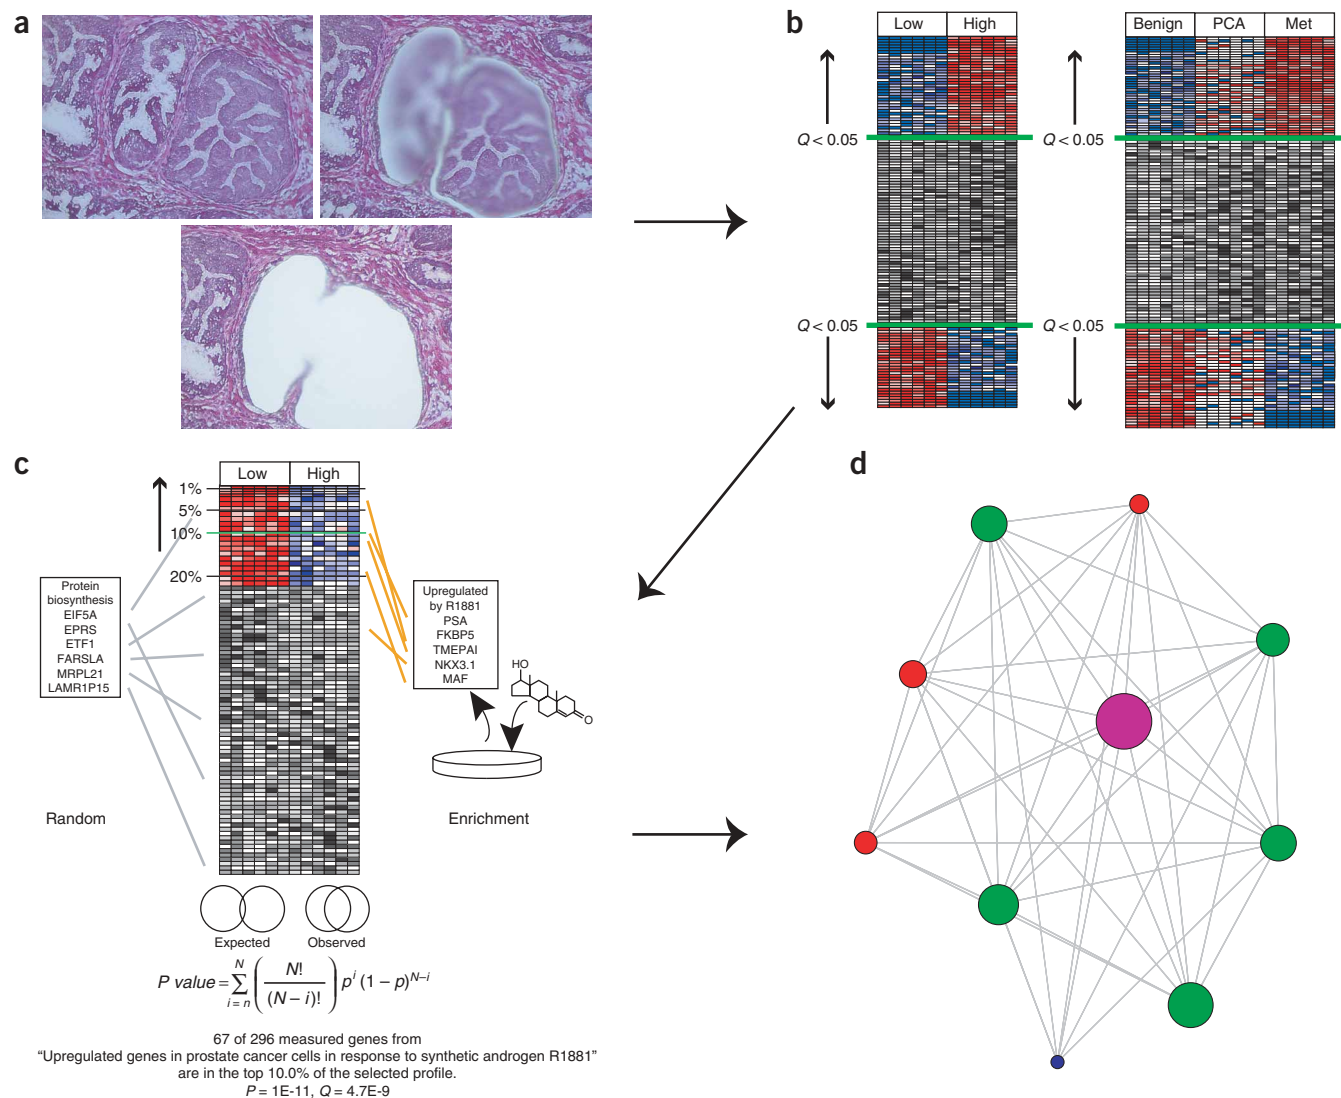 a
b
Low High
Benign PCA Met
Q < 0.05
Q < 0.05
Q < 0.05
Q < 0.05
c
Low High
1%
5%
10%
20%
Protein
biosynthesis
EIF5A
EPRS
ETF1
FARSLA
MRPL21
LAMR1P15
Upregulated
by R1881
PSA
FKBP5
TMEPAI
NKX3.1
MAF
HO
O
Random
Enrichment
Expected Observed
P value = N∑i = n (N! / (N – i)!) pⁱ (1 – p)ᴺ⁻ⁱ
67 of 296 measured genes from
“Upregulated genes in prostate cancer cells in response to synthetic androgen R1881”
are in the top 10.0% of the selected profile.
P = 1E-11, Q = 4.7E-9
d